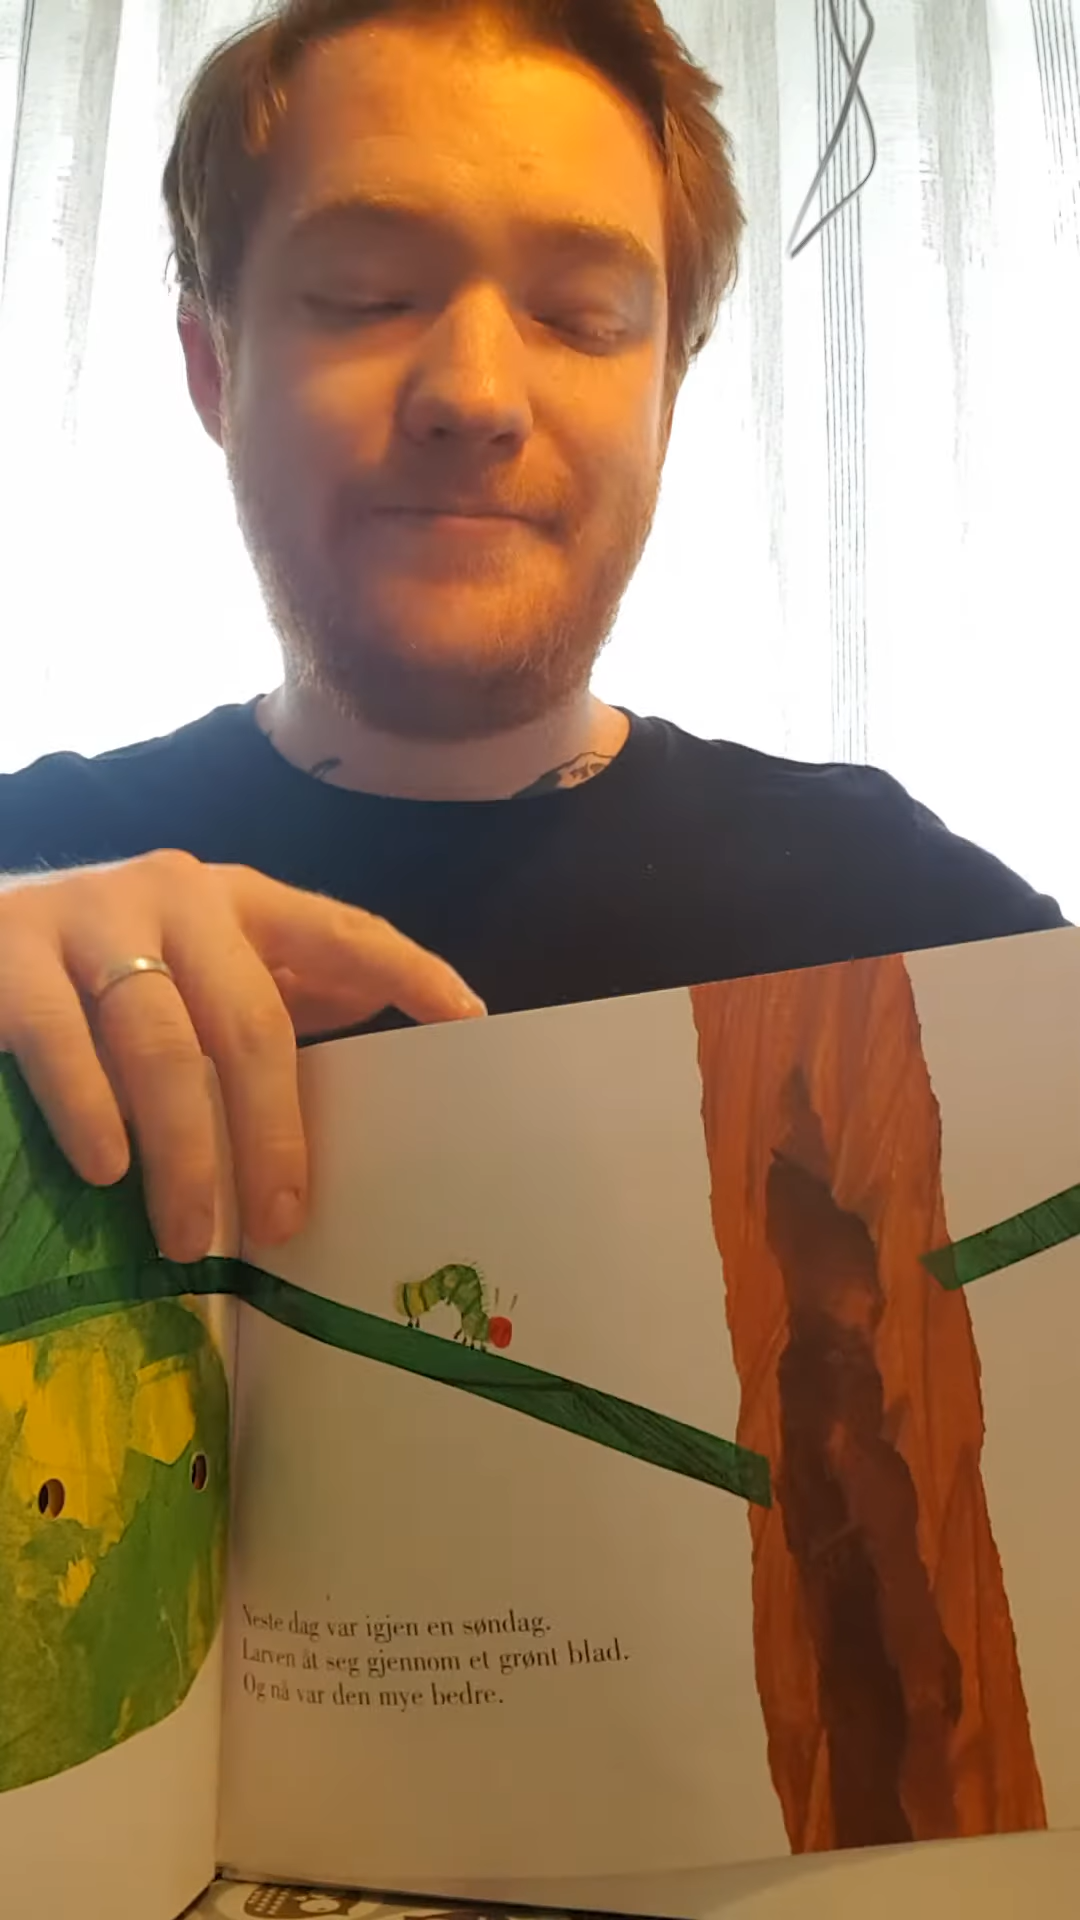 Neste dag var igjen en søndag.
Larven åt seg gjennom et grønt blad.
Og nå var den mye bedre.